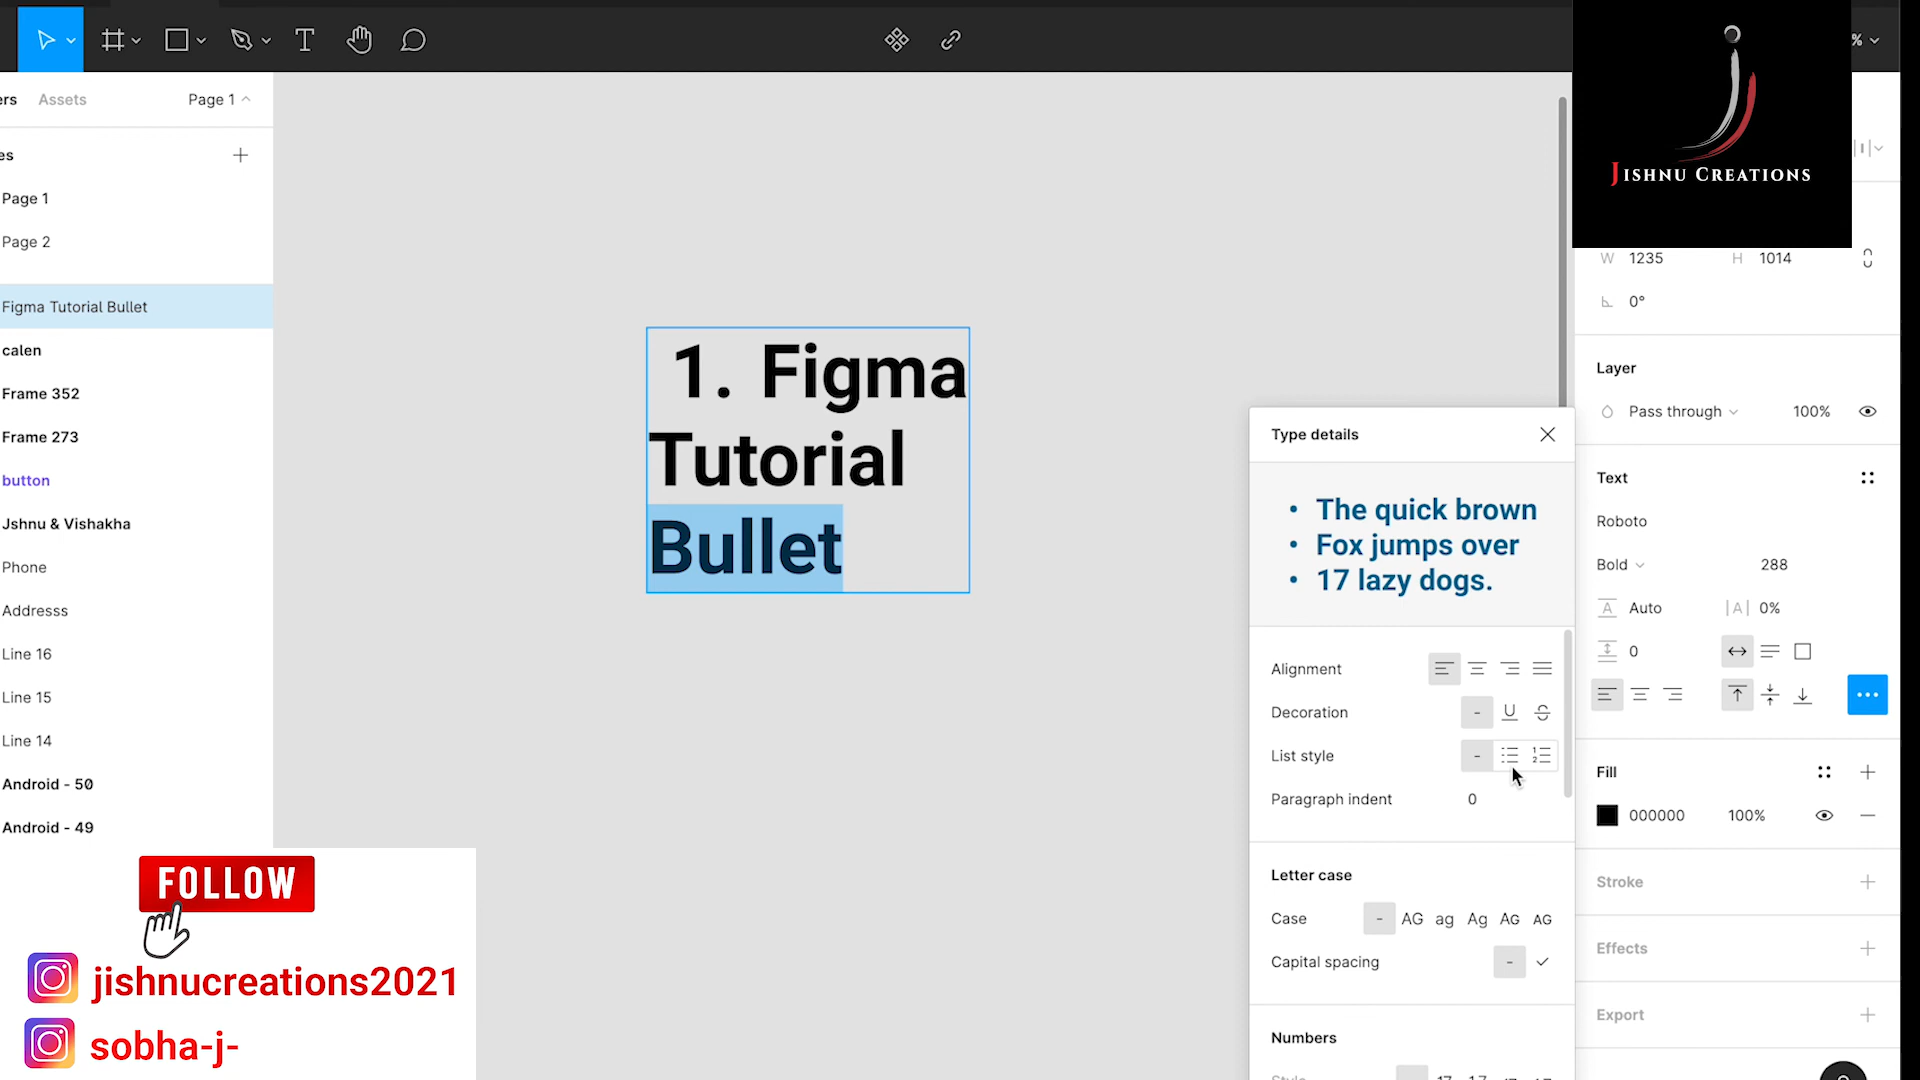 %
ers Assets Page 1
es
Page 1
Page 2
Figma Tutorial Bullet
calen
Frame 352
Frame 273
button
Jshnu & Vishakha
Phone
Addresss
Line 16
Line 15
Line 14
Android - 50
Android - 49
FOLLOW
jishnucreations2021
sobha-j-
1. Figma
Tutorial
Bullet
Type details
• The quick brown
• Fox jumps over
• 17 lazy dogs.
Alignment
Decoration - U S
List style -
Paragraph indent 0
Letter case
Case - AG ag Ag AG AG
Capital spacing -
Numbers
Style
JISHNU CREATIONS
W 1235 H 1014
0°
Layer
Pass through 100%
Text
Roboto
Bold 288
A Auto |A| 0%
0
Fill
000000 100%
Stroke
Effects
Export